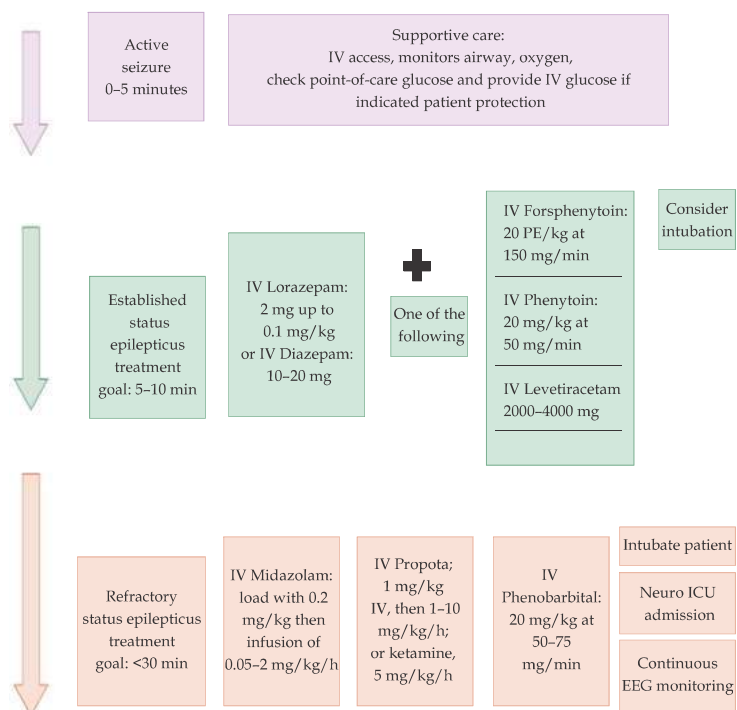 Active
seizure
0–5 minutes
Supportive care:
IV access, monitors airway, oxygen,
check point-of-care glucose and provide IV glucose if
indicated patient protection
Established
status
epilepticus
treatment
goal: 5–10 min
IV Lorazepam:
2 mg up to
0.1 mg/kg
or IV Diazepam:
10–20 mg
One of the
following
IV Forsphenytoin:
20 PE/kg at
150 mg/min
IV Phenytoin:
20 mg/kg at
50 mg/min
IV Levetiracetam
2000–4000 mg
Consider
intubation
Refractory
status epilepticus
treatment
goal: <30 min
IV Midazolam:
load with 0.2
mg/kg then
infusion of
0.05–2 mg/kg/h
IV Propota;
1 mg/kg
IV, then 1–10
mg/kg/h;
or ketamine,
5 mg/kg/h
IV
Phenobarbital:
20 mg/kg at
50–75
mg/min
Intubate patient
Neuro ICU
admission
Continuous
EEG monitoring